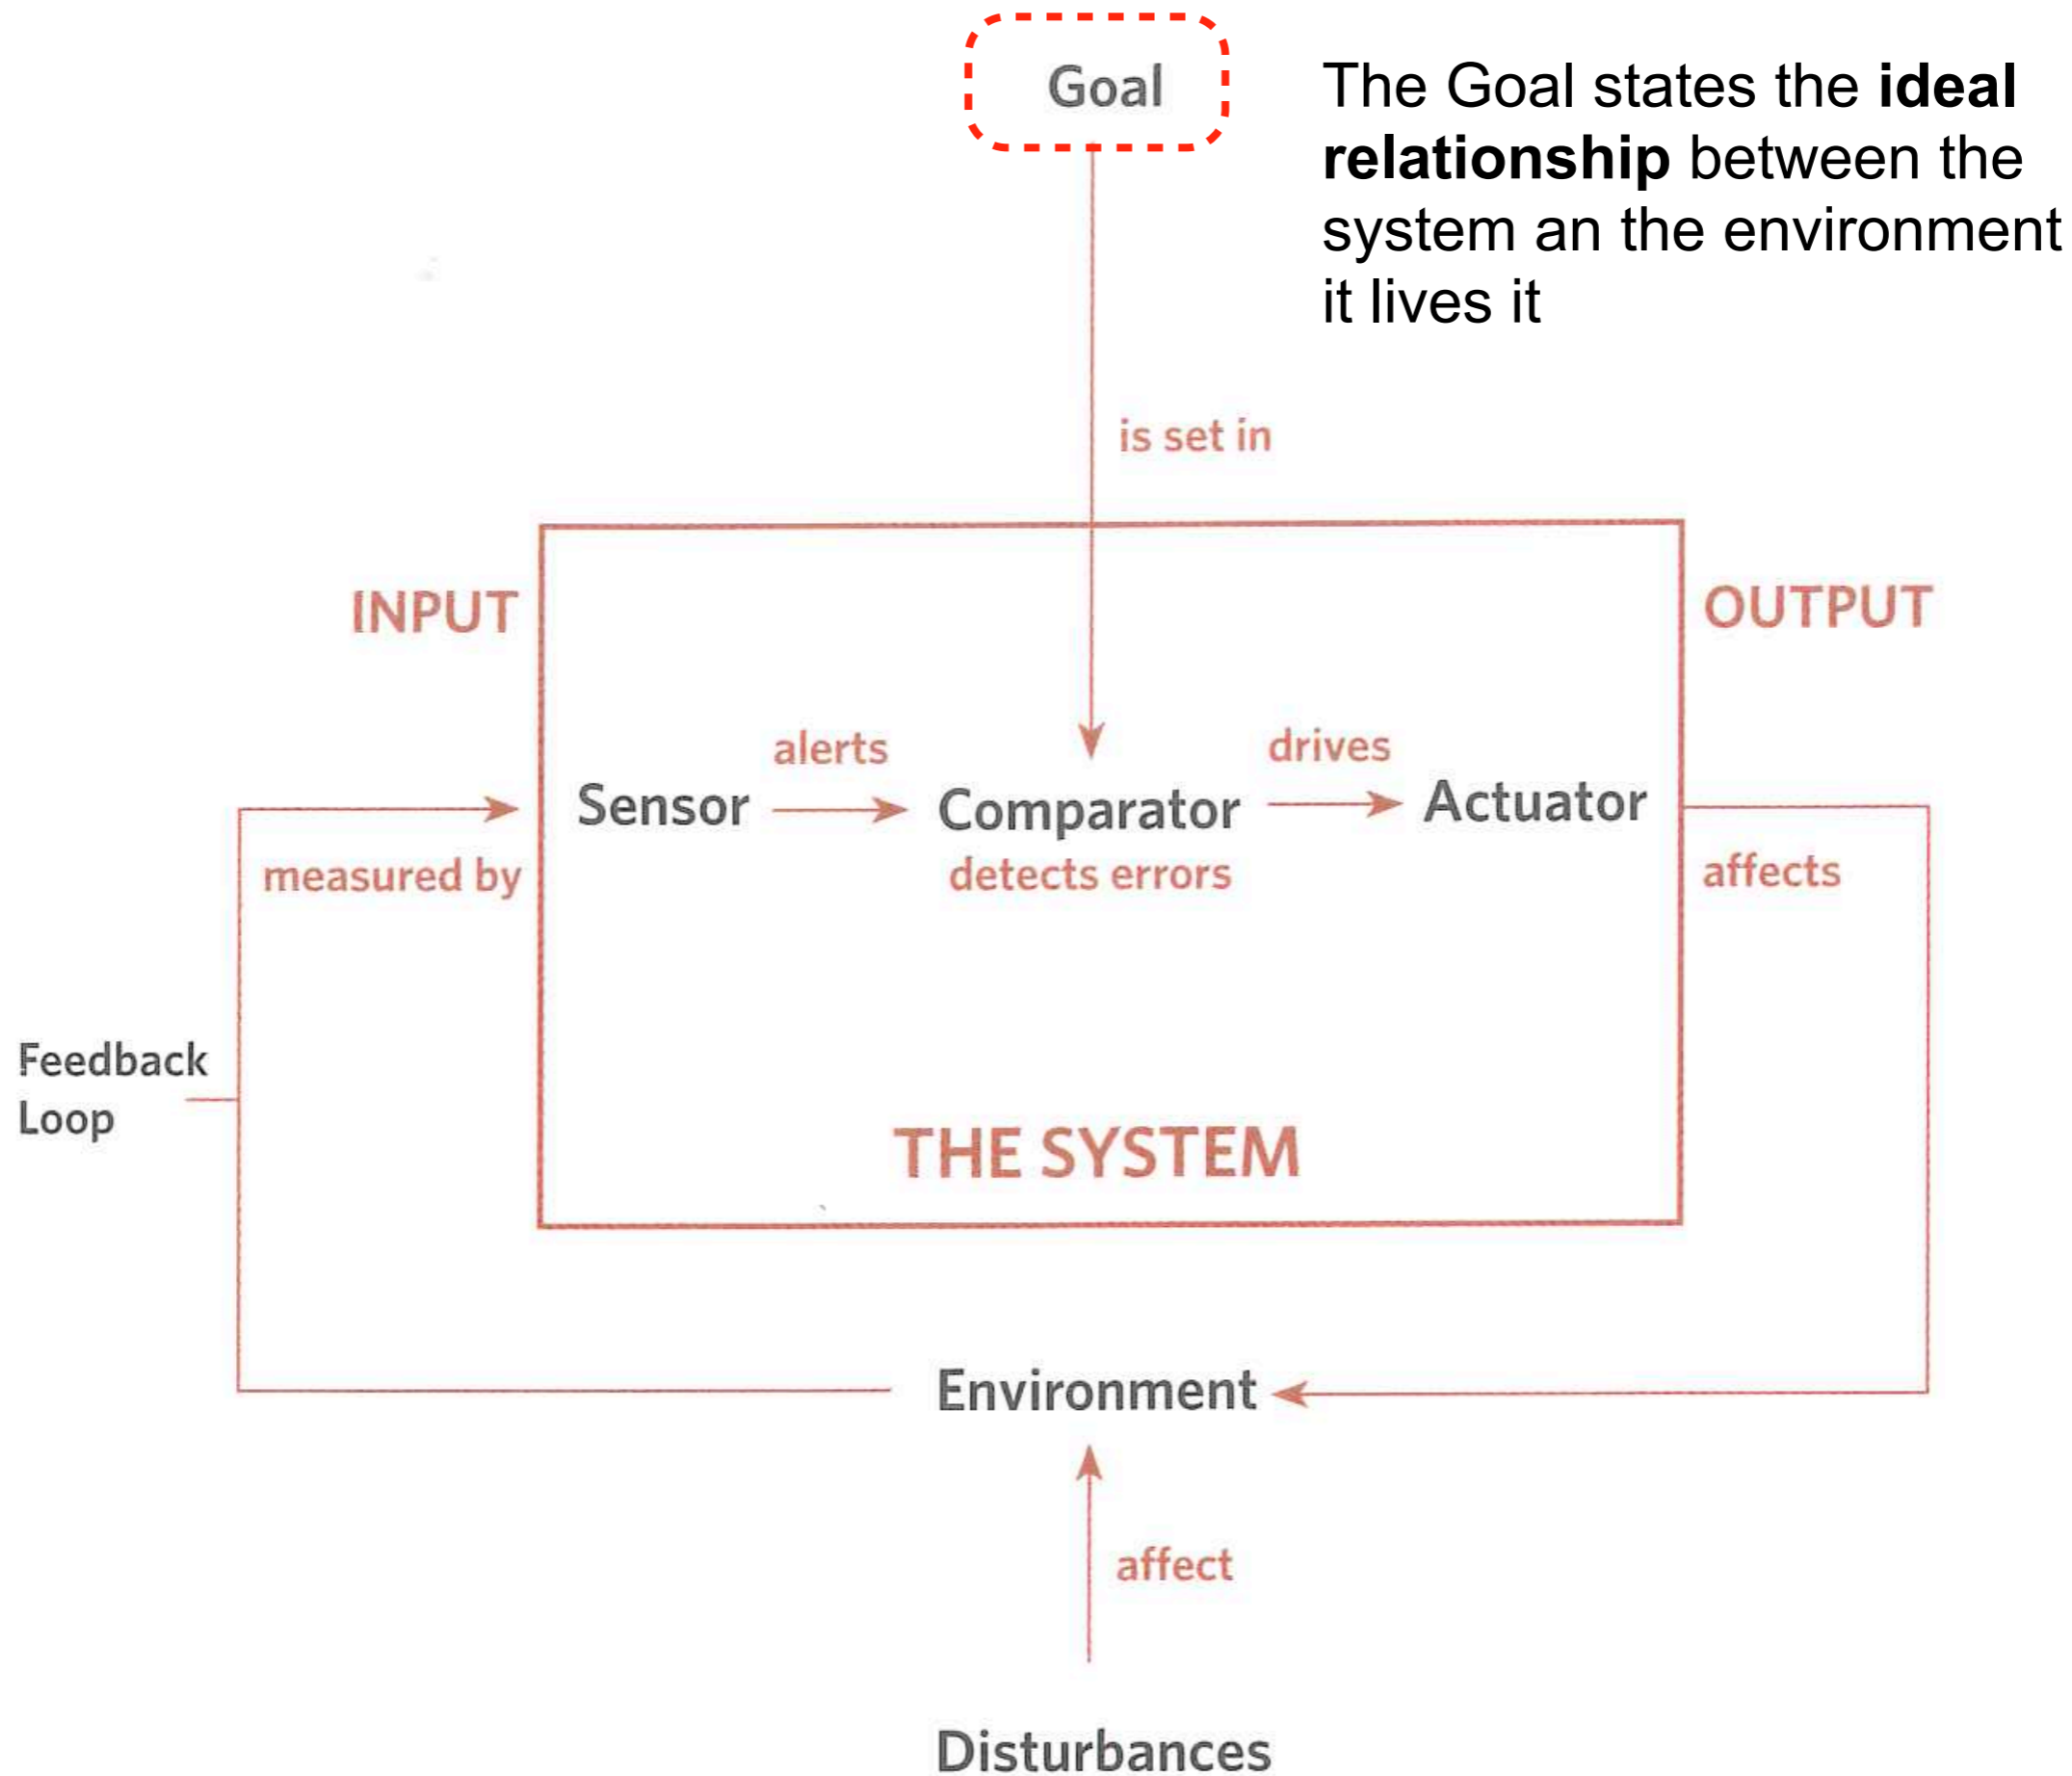 Goal
The Goal states the ideal
relationship between the
system an the environment
it lives it
is set in
INPUT
OUTPUT
alerts
drives
Sensor
Comparator
Actuator
measured by
detects errors
affects
Feedback
Loop
THE SYSTEM
Environment
affect
Disturbances